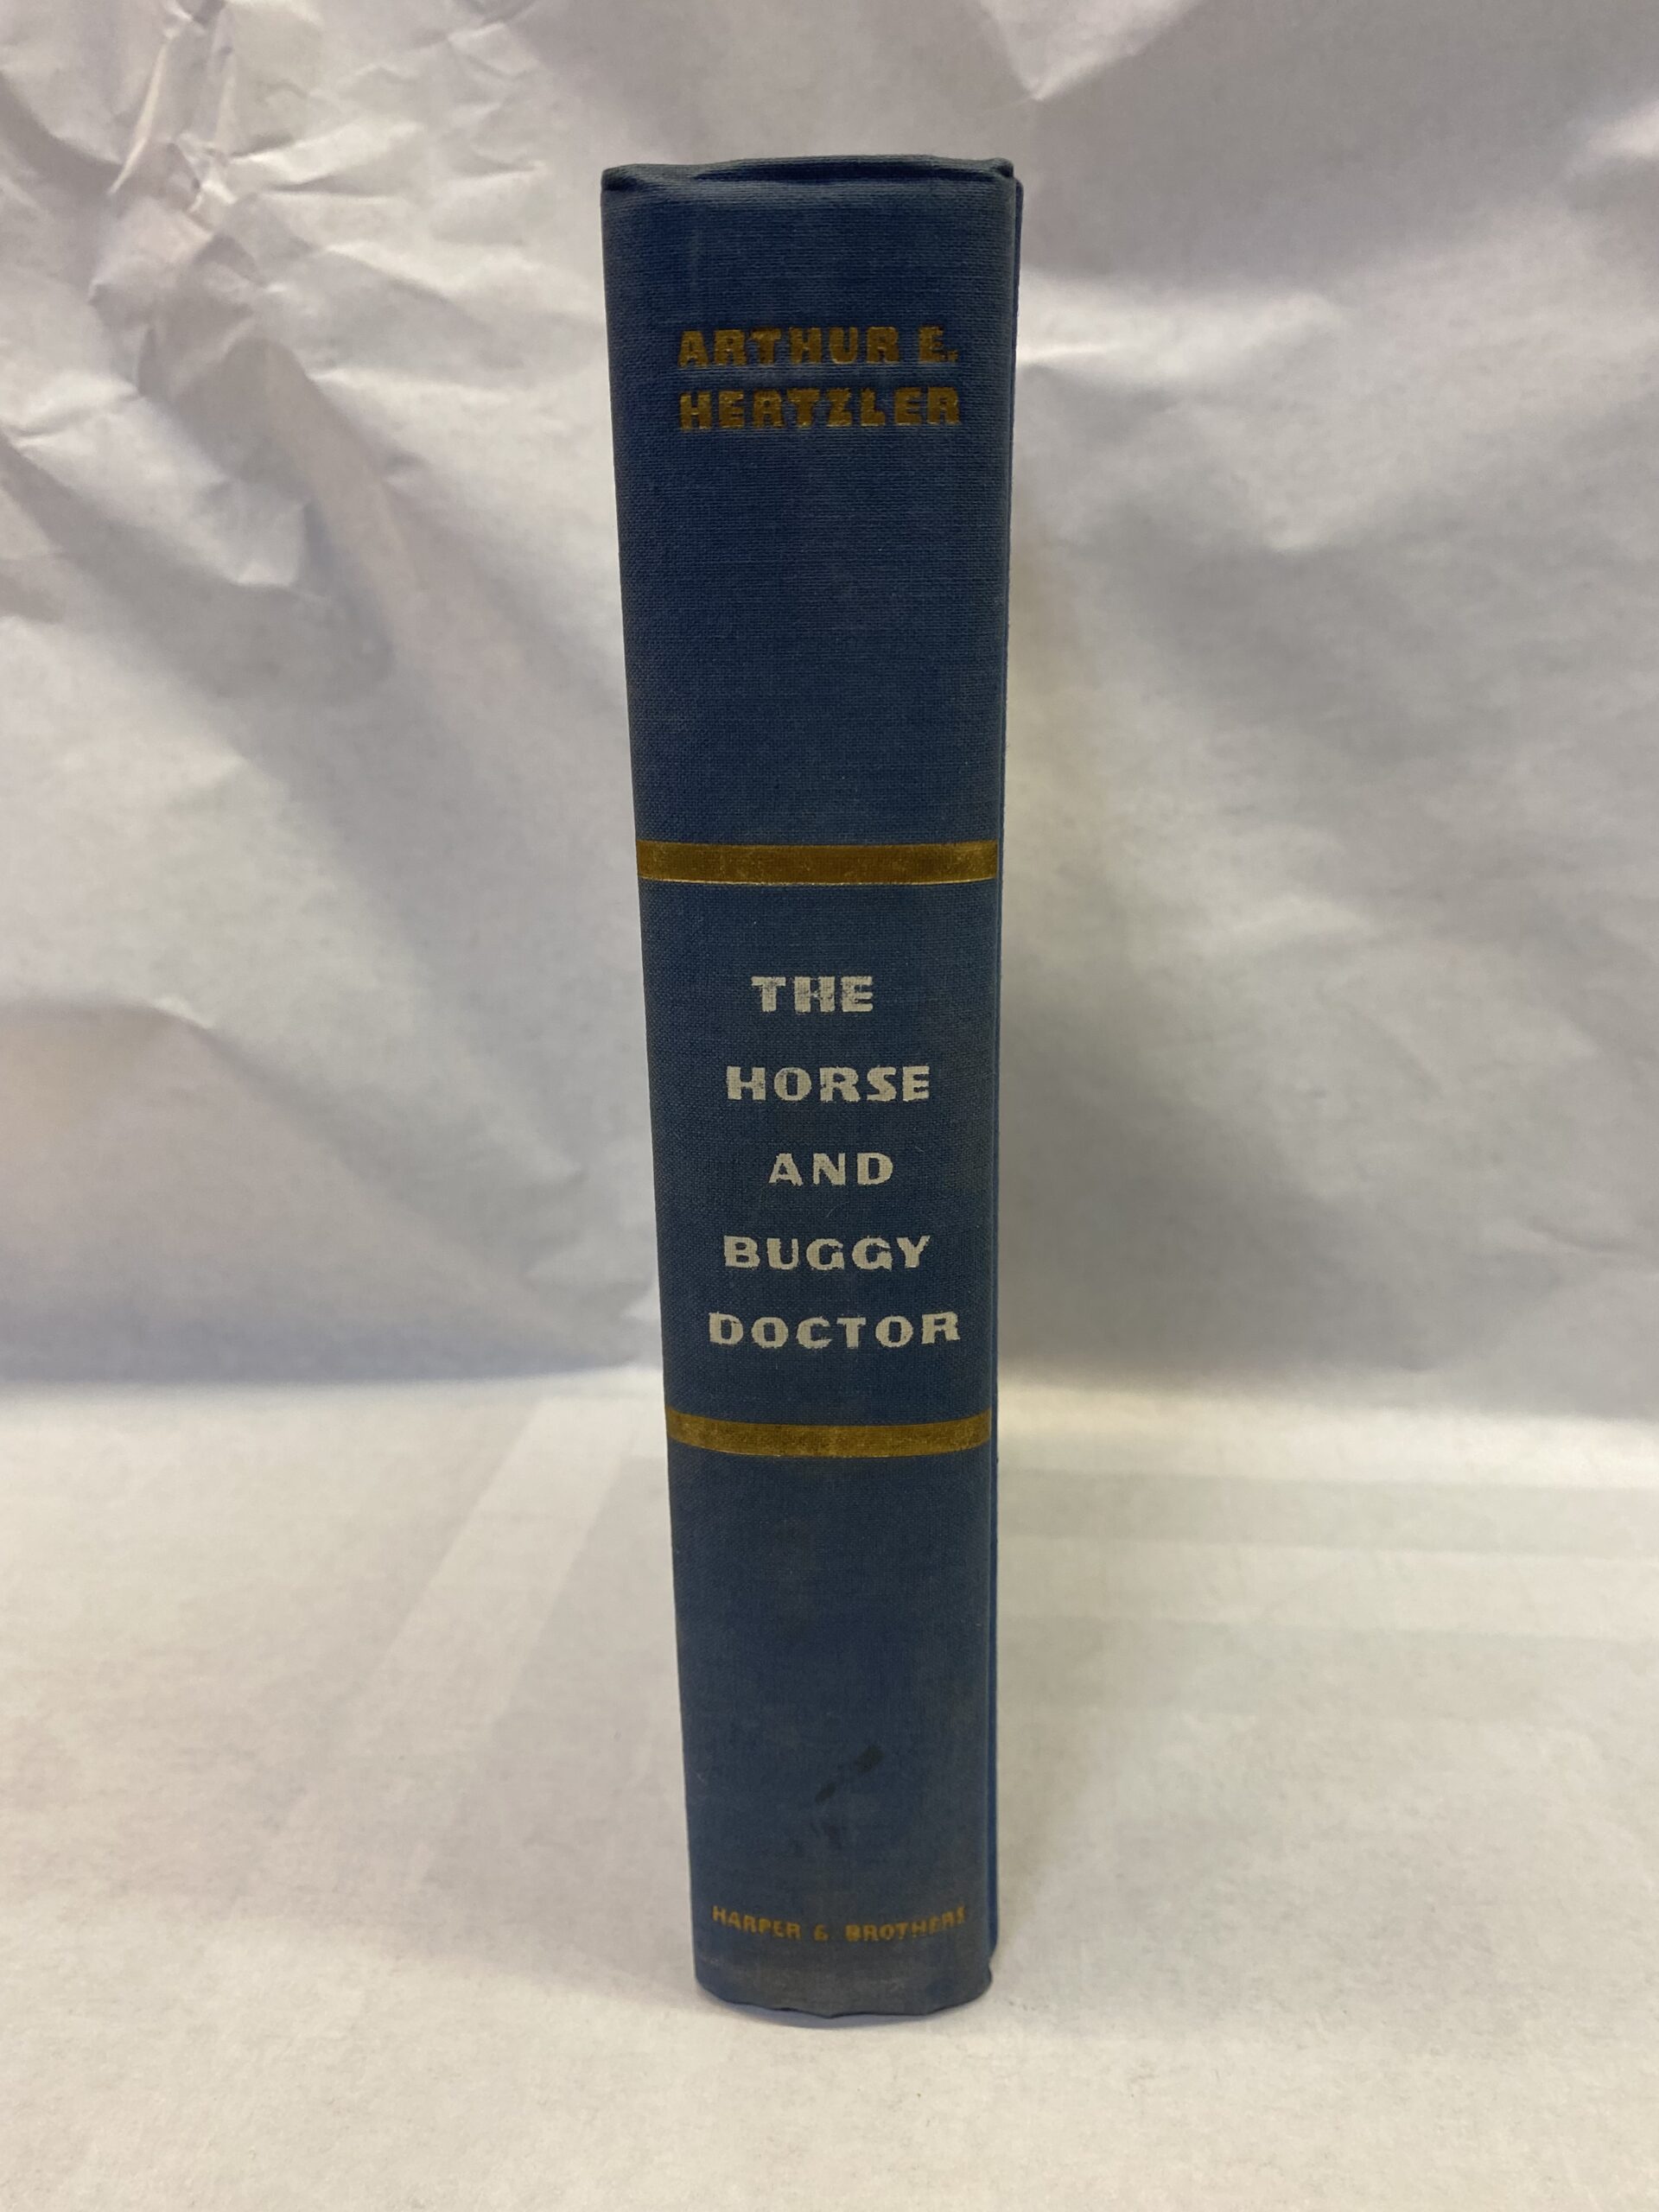 ARTHUR E.
HERTZLER
THE
HORSE
AND
BUGGY
DOCTOR
HARPER & BROTHERS